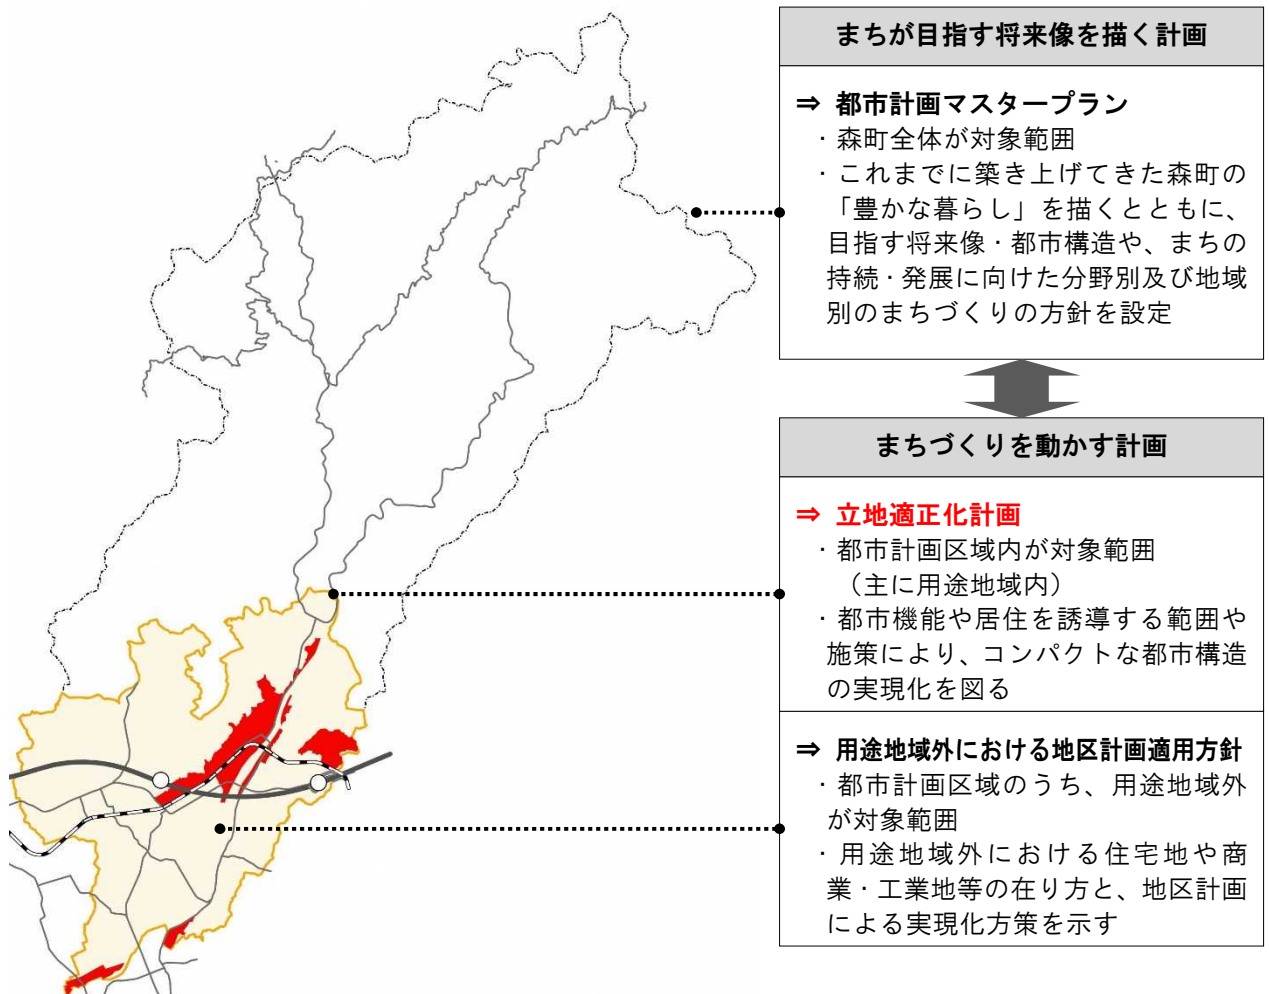 まちが目指す将来像を描く計画
⇒ 都市計画マスタープラン
・森町全体が対象範囲
・これまでに築き上げてきた森町の
「豊かな暮らし」を描くとともに、
目指す将来像・都市構造や、まちの
持続・発展に向けた分野別及び地域
別のまちづくりの方針を設定
まちづくりを動かす計画
⇒ 立地適正化計画
・都市計画区域内が対象範囲
（主に用途地域内）
・都市機能や居住を誘導する範囲や
施策により、コンパクトな都市構造
の実現化を図る
⇒ 用途地域外における地区計画適用方針
・都市計画区域のうち、用途地域外
が対象範囲
・用途地域外における住宅地や商
業・工業地等の在り方と、地区計画
による実現化方策を示す